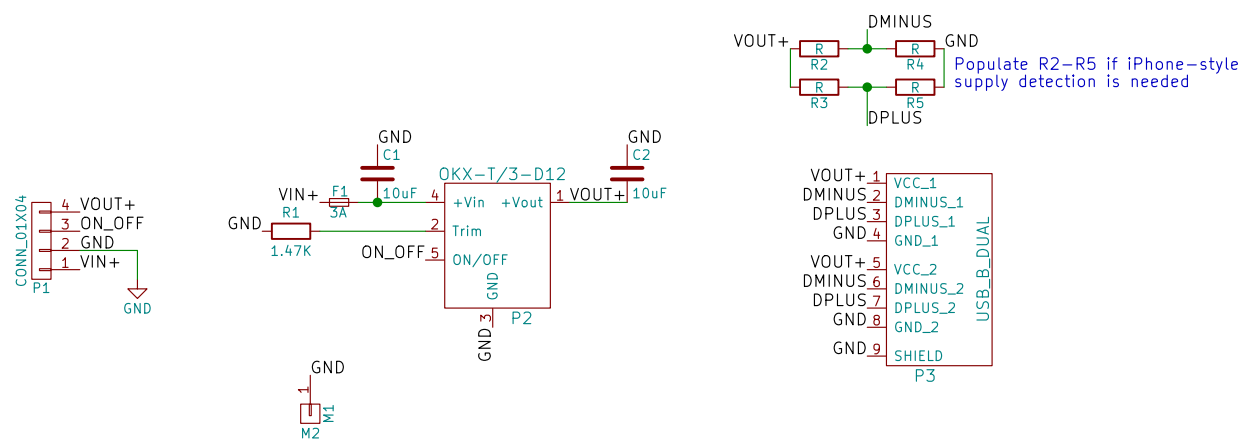 DMINUS
VOUT+
R
R
GND
R2
R4
Populate R2-R5 if iPhone-style
supply detection is needed
R
R
R3
R5
DPLUS
CONN_01X04
4
VOUT+
3
ON_OFF
2
GND
1
VIN+
P1
GND
GND
C1
10uF
VIN+
F1
3A
GND
R1
1.47K
ON_OFF
OKX-T/3-D12
4
+Vin
+Vout
1
VOUT+
2
Trim
5
ON/OFF
GND
3
GND
P2
GND
C2
10uF
GND
1
M1
M2
VOUT+
1
VCC_1
DMINUS
2
DMINUS_1
DPLUS
3
DPLUS_1
GND
4
GND_1
VOUT+
5
VCC_2
DMINUS
6
DMINUS_2
DPLUS
7
DPLUS_2
GND
8
GND_2
GND
9
SHIELD
USB_B_DUAL
P3